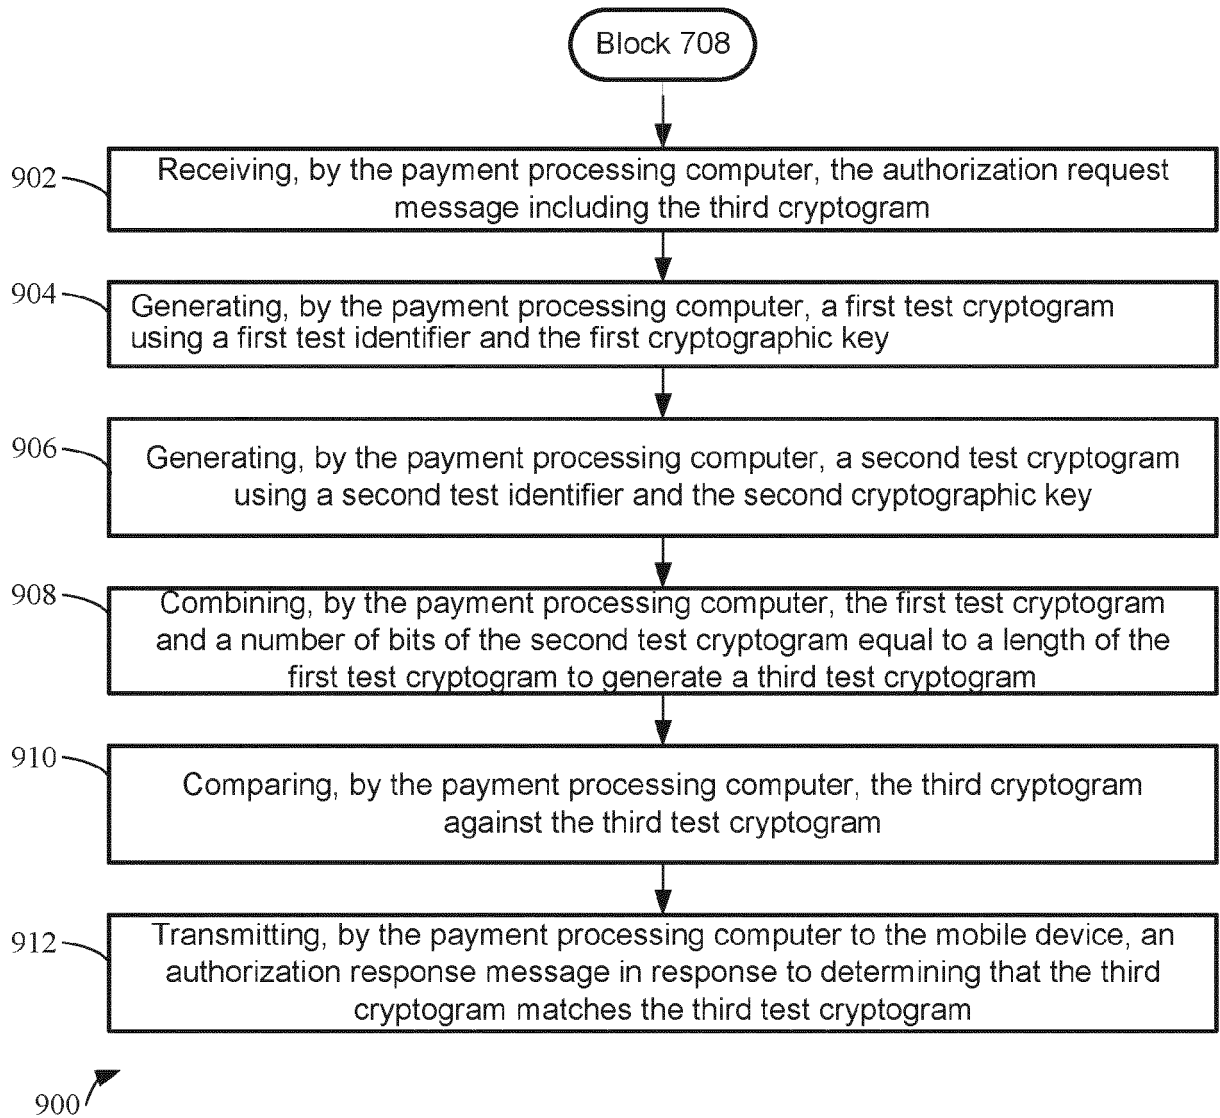 Block 708
902
Receiving, by the payment processing computer, the authorization request
message including the third cryptogram
904
Generating, by the payment processing computer, a first test cryptogram
using a first test identifier and the first cryptographic key
906
Generating, by the payment processing computer, a second test cryptogram
using a second test identifier and the second cryptographic key
908
Combining, by the payment processing computer, the first test cryptogram
and a number of bits of the second test cryptogram equal to a length of the
first test cryptogram to generate a third test cryptogram
910
Comparing, by the payment processing computer, the third cryptogram
against the third test cryptogram
912
Transmitting, by the payment processing computer to the mobile device, an
authorization response message in response to determining that the third
cryptogram matches the third test cryptogram
900